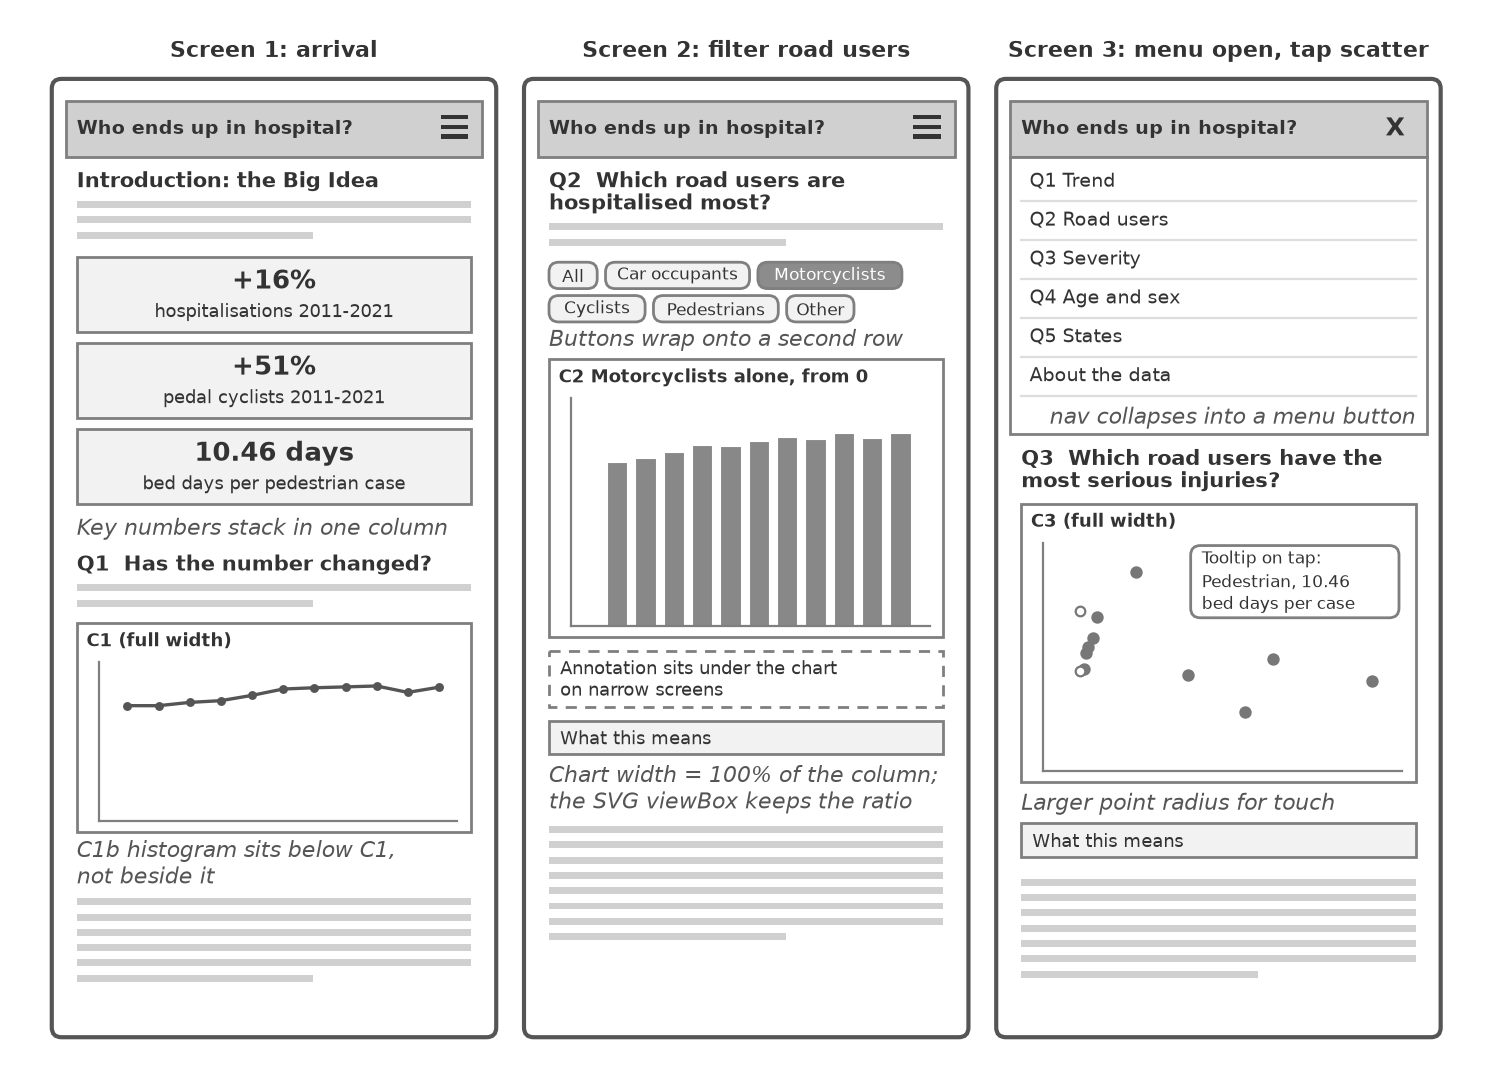 Screen 1: arrival
Who ends up in hospital?
Introduction: the Big Idea
+16%
hospitalisations 2011-2021
+51%
pedal cyclists 2011-2021
10.46 days
bed days per pedestrian case
Key numbers stack in one column
Q1 Has the number changed?
C1 (full width)
C1b histogram sits below C1,
not beside it
Screen 2: filter road users
Who ends up in hospital?
Q2 Which road users are
hospitalised most?
All Car occupants Motorcyclists
Cyclists Pedestrians Other
Buttons wrap onto a second row
C2 Motorcyclists alone, from 0
Annotation sits under the chart
on narrow screens
What this means
Chart width = 100% of the column;
the SVG viewBox keeps the ratio
Screen 3: menu open, tap scatter
Who ends up in hospital? X
Q1 Trend
Q2 Road users
Q3 Severity
Q4 Age and sex
Q5 States
About the data
nav collapses into a menu button
Q3 Which road users have the
most serious injuries?
C3 (full width)
Tooltip on tap:
Pedestrian, 10.46
bed days per case
Larger point radius for touch
What this means